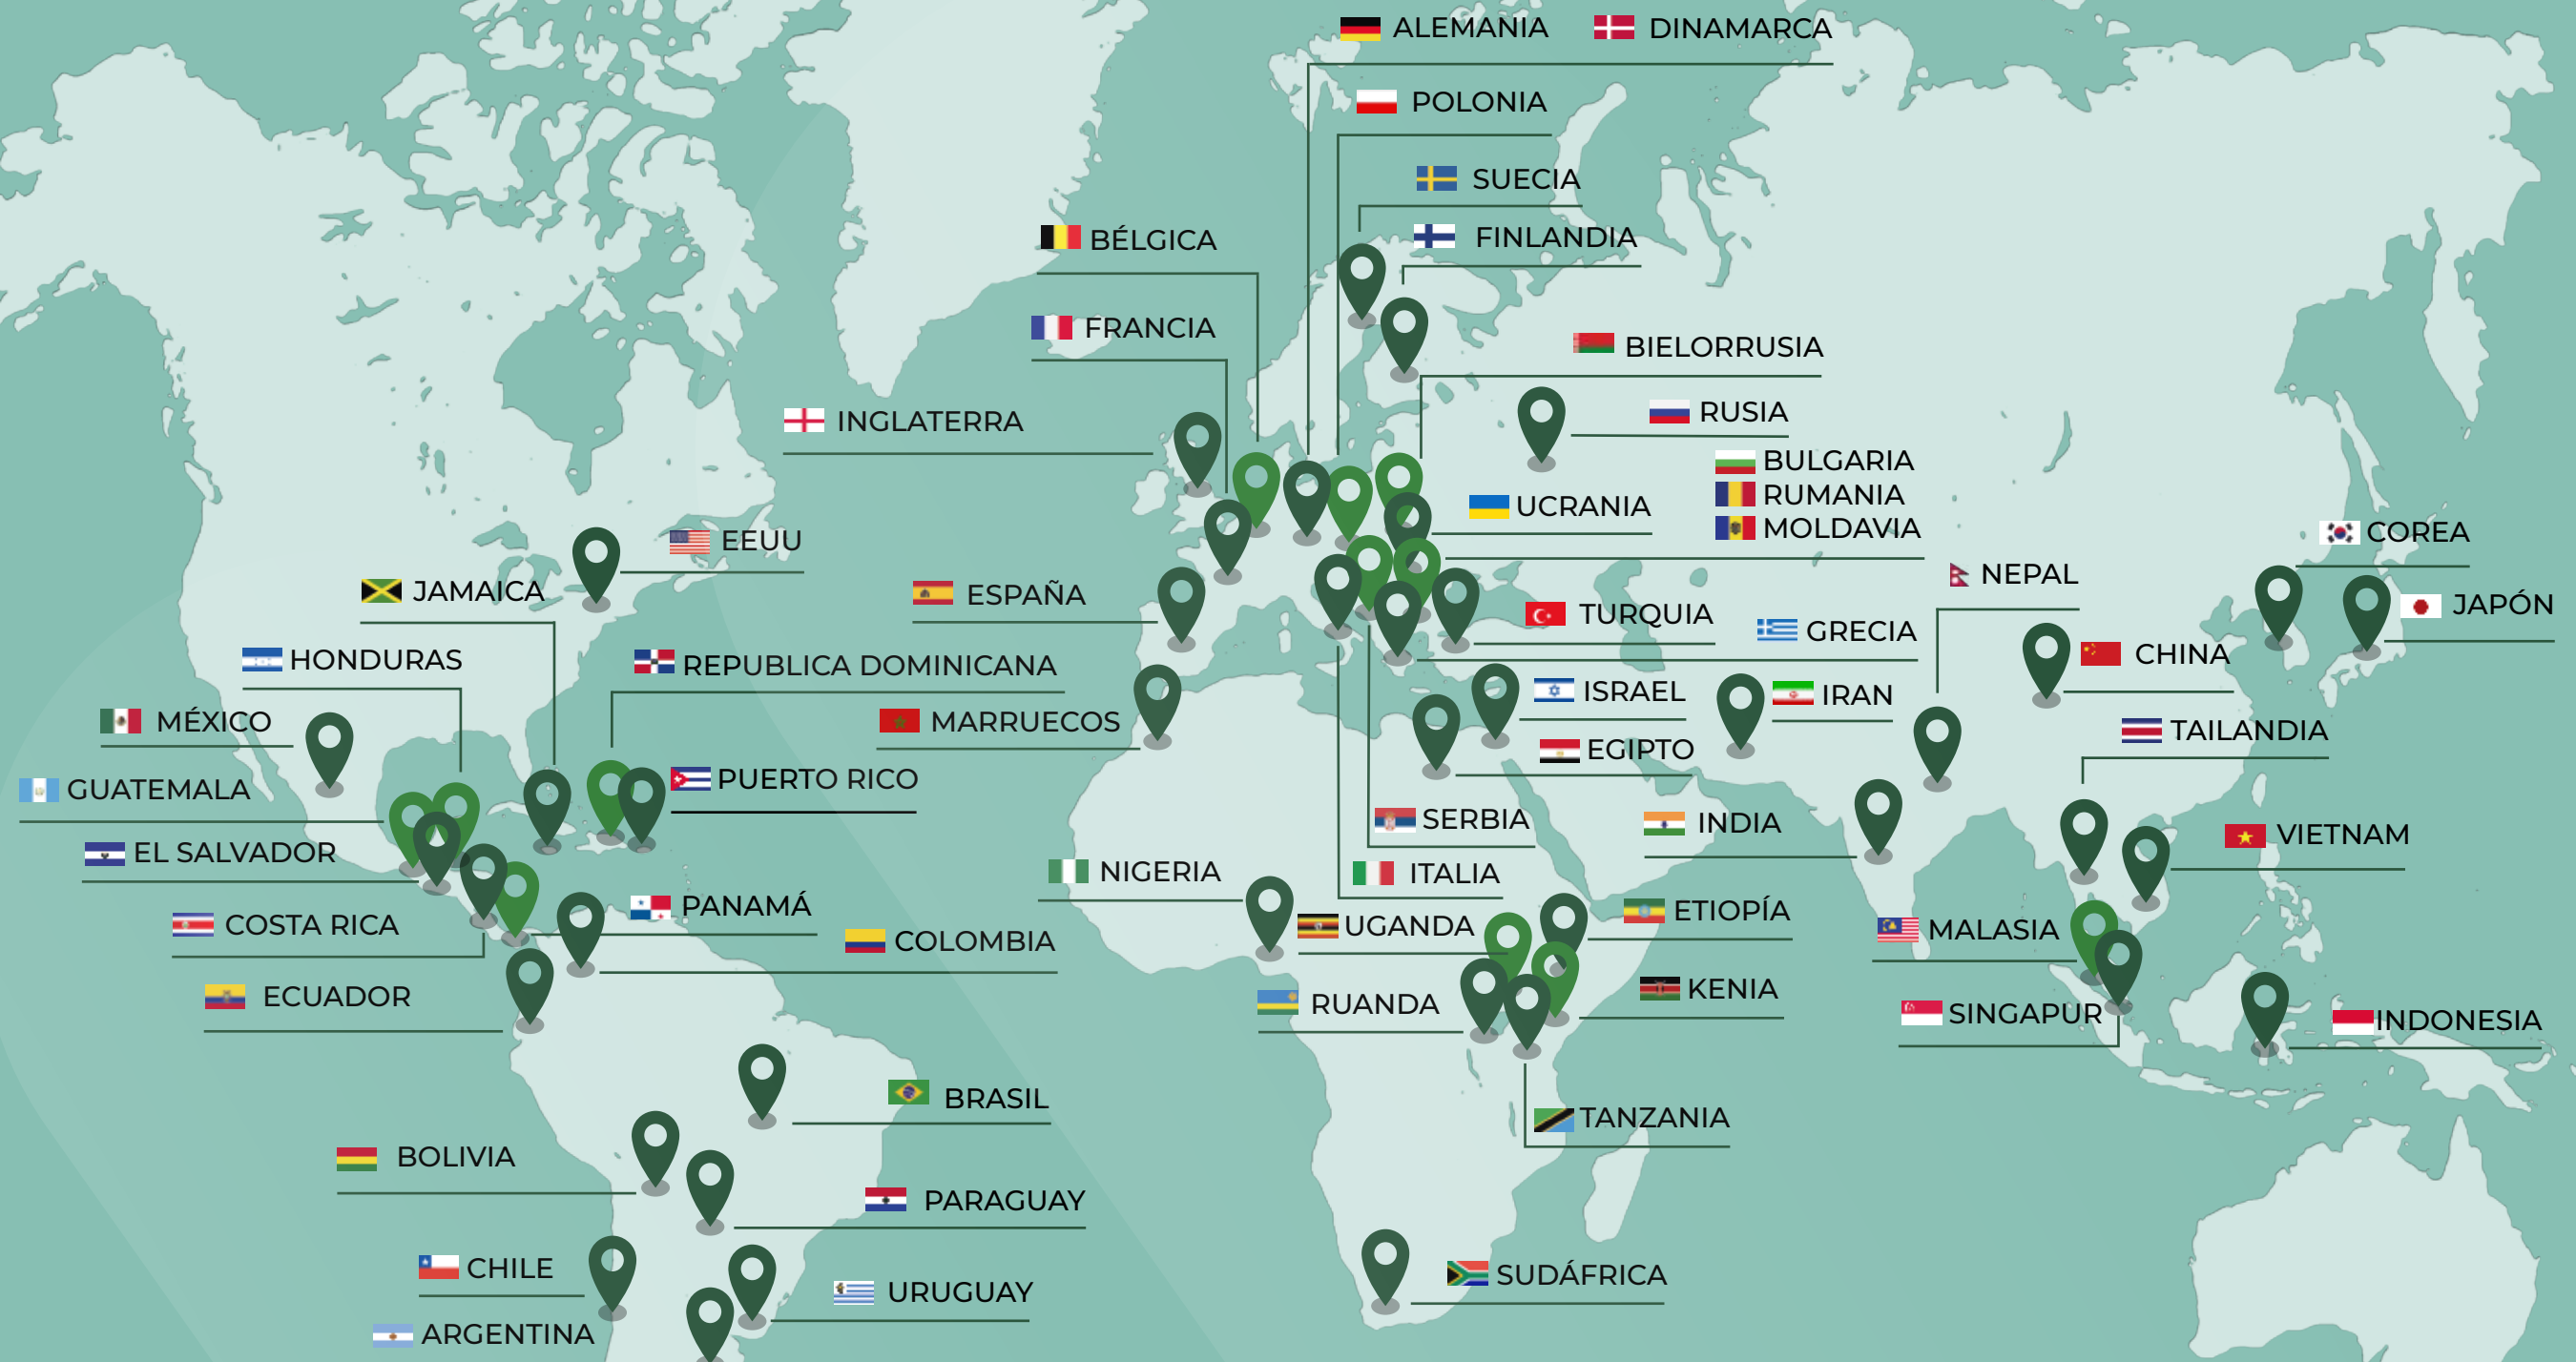 ALEMANIA
DINAMARCA
POLONIA
SUECIA
FINLANDIA
BÉLGICA
FRANCIA
INGLATERRA
BIELORRUSIA
RUSIA
BULGARIA
RUMANIA
MOLDAVIA
UCRANIA
COREA
EEUU
NEPAL
JAMAICA
ESPAÑA
JAPÓN
TURQUIA
GRECIA
CHINA
HONDURAS
REPUBLICA DOMINICANA
ISRAEL
IRAN
MÉXICO
MARRUECOS
TAILANDIA
EGIPTO
PUERTO RICO
GUATEMALA
SERBIA
INDIA
VIETNAM
EL SALVADOR
NIGERIA
ITALIA
PANAMÁ
ETIOPÍA
COSTA RICA
UGANDA
MALASIA
COLOMBIA
KENIA
ECUADOR
RUANDA
SINGAPUR
INDONESIA
BRASIL
TANZANIA
BOLIVIA
PARAGUAY
CHILE
SUDÁFRICA
URUGUAY
ARGENTINA